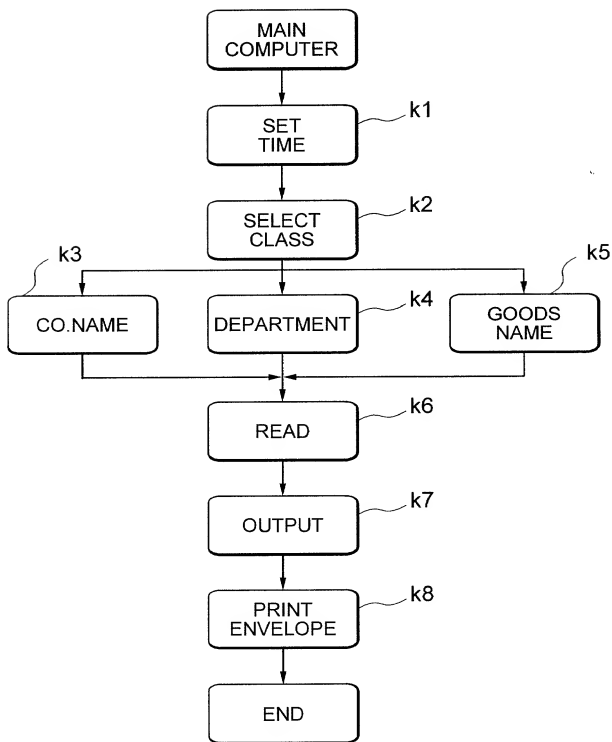 MAIN
COMPUTER
k1
SET
TIME
k2
SELECT
CLASS
k3
k5
CO.NAME
k4
DEPARTMENT
GOODS
NAME
k6
READ
k7
OUTPUT
k8
PRINT
ENVELOPE
END